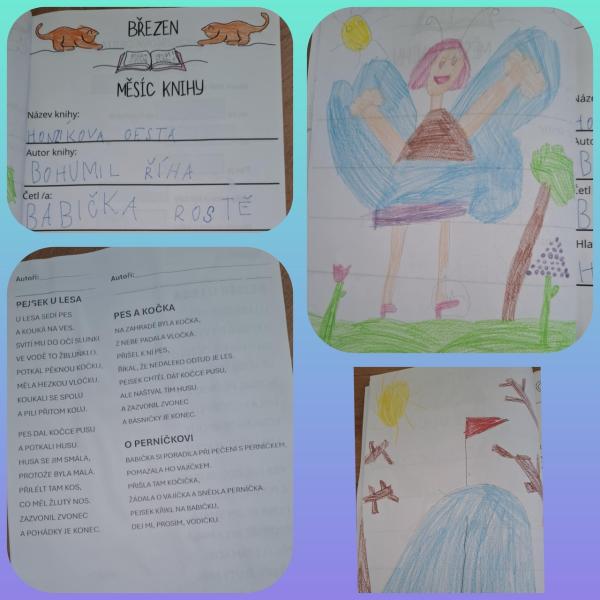 BŘEZEN
MĚSÍC KNIHY
Název knihy:
HONZÍKOVA CESTA
Autor knihy:
BOHUMIL ŘÍHA
Četl /a:
BABIČKA ROSTĚ
Autoři:
PEJSEK U LESA
U LESA SEDÍ PES
A KOUKÁ NA VES.
SVÍTÍ MU DO OČÍ SLUNKO,
VE VODĚ TO ŽBLUŇKLO.
POTKAL PĚKNOU KOČKU,
MĚLA HEZKOU VLOČKU.
KOUKALI SE SPOLU
A PILI PŘITOM KOLU.
PES DAL KOČCE PUSU
A POTKALI HUSU.
HUSA SE JIM SMÁLA,
PROTOŽE BYLA MALÁ.
PŘILÉTL TAM KOS,
CO MĚL ŽLUTÝ NOS.
ZAZVONIL ZVONEC
A POHÁDKY JE KONEC.
Autoři:
PES A KOČKA
NA ZAHRADĚ BYLA KOČKA,
Z NEBE PADALA VLOČKA.
PŘIŠEL K NÍ PES,
ŘÍKAL, ŽE NEDALEKO ODTUD JE LES.
PEJSEK CHTĚL DÁT KOČCE PUSU,
ALE NAŠTVAL TÍM HUSU.
A ZAZVONIL ZVONEC
A BÁSNIČKY JE KONEC.
O PERNÍČKOVI
BABIČKA SI PORADILA PŘI PEČENÍ S PERNÍČKEM,
POMAZALA HO VAJÍČKEM.
PŘIŠLA TAM KOČIČKA,
ŽÁDALA O VAJÍČKA A SNĚDLA PERNÍČKA.
PEJSEK KŘIKL NA BABIČKU,
DEJ MI, PROSÍM, VODIČKU.